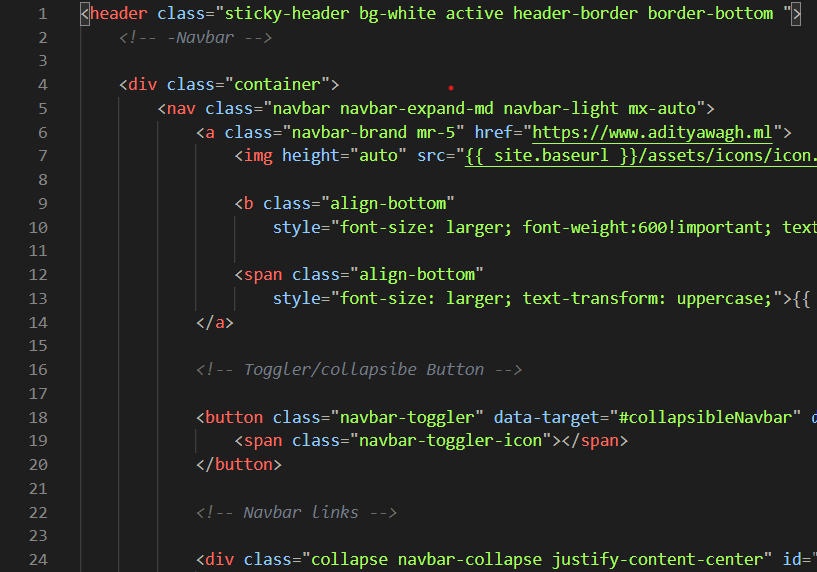 1 <header class="sticky-header bg-white active header-border border-bottom ">
2 <!-- -Navbar -->
3
4 <div class="container">
5 <nav class="navbar navbar-expand-md navbar-light mx-auto">
6 <a class="navbar-brand mr-5" href="https://www.adityawagh.ml">
7 <img height="auto" src="{{ site.baseurl }}/assets/icons/icon.
8
9 <b class="align-bottom"
10 style="font-size: larger; font-weight:600!important; text
11
12 <span class="align-bottom"
13 style="font-size: larger; text-transform: uppercase;">{{
14 </a>
15
16 <!-- Toggler/collapsibe Button -->
17
18 <button class="navbar-toggler" data-target="#collapsibleNavbar" d
19 <span class="navbar-toggler-icon"></span>
20 </button>
21
22 <!-- Navbar links -->
23
24 <div class="collapse navbar-collapse justify-content-center" id="